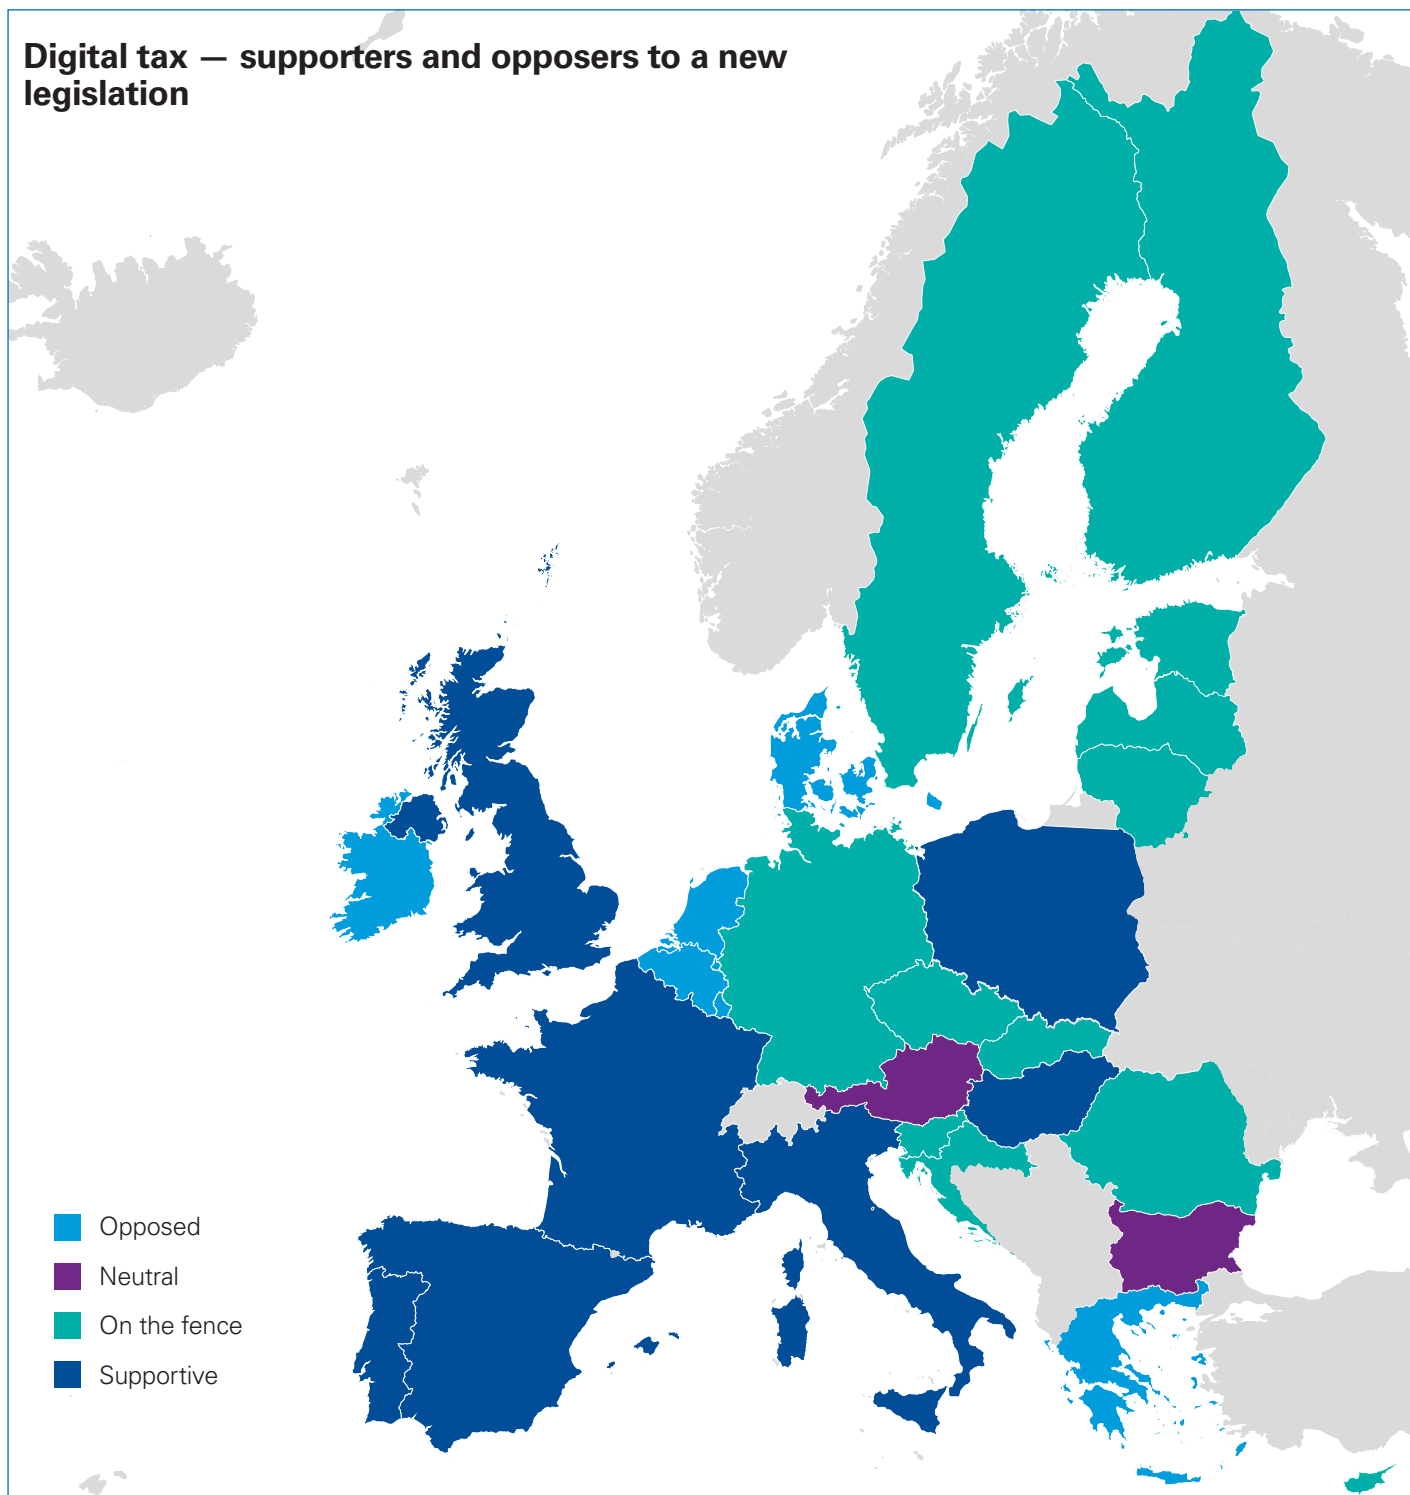 Digital tax — supporters and opposers to a new
legislation
Opposed
Neutral
On the fence
Supportive